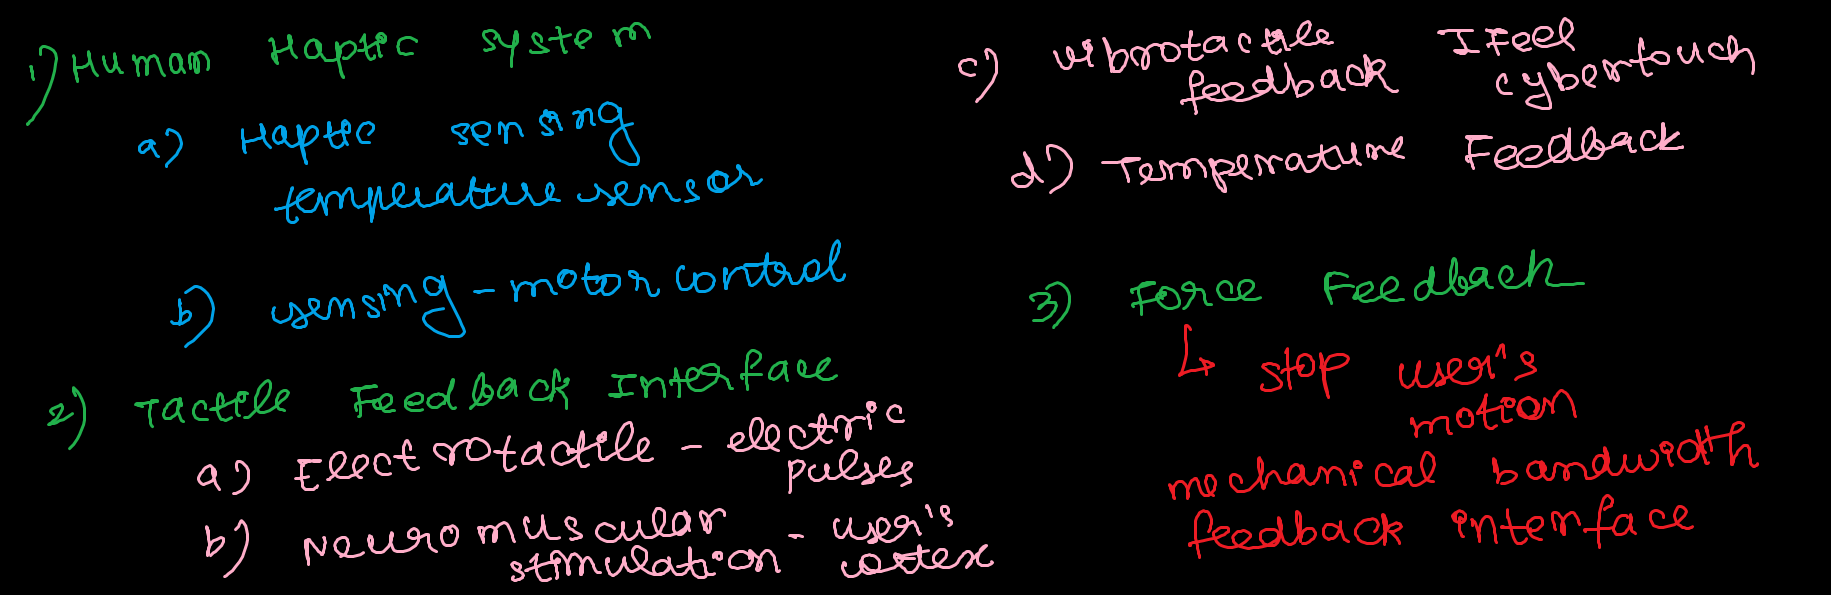 1) Human Haptic system
a) Haptic sensing
temperature sensor
b) sensing - motor control
2) Tactile Feedback Interface
a) Electrotactile - electric
pulses
b) Neuromuscular
stimulation - user's
cortex
c) vibrotactile
feedback
IFeel
cybertouch
d) Temperature Feedback
3) Force Feedback
↳ stop user's
motion
mechanical bandwidth
feedback interface